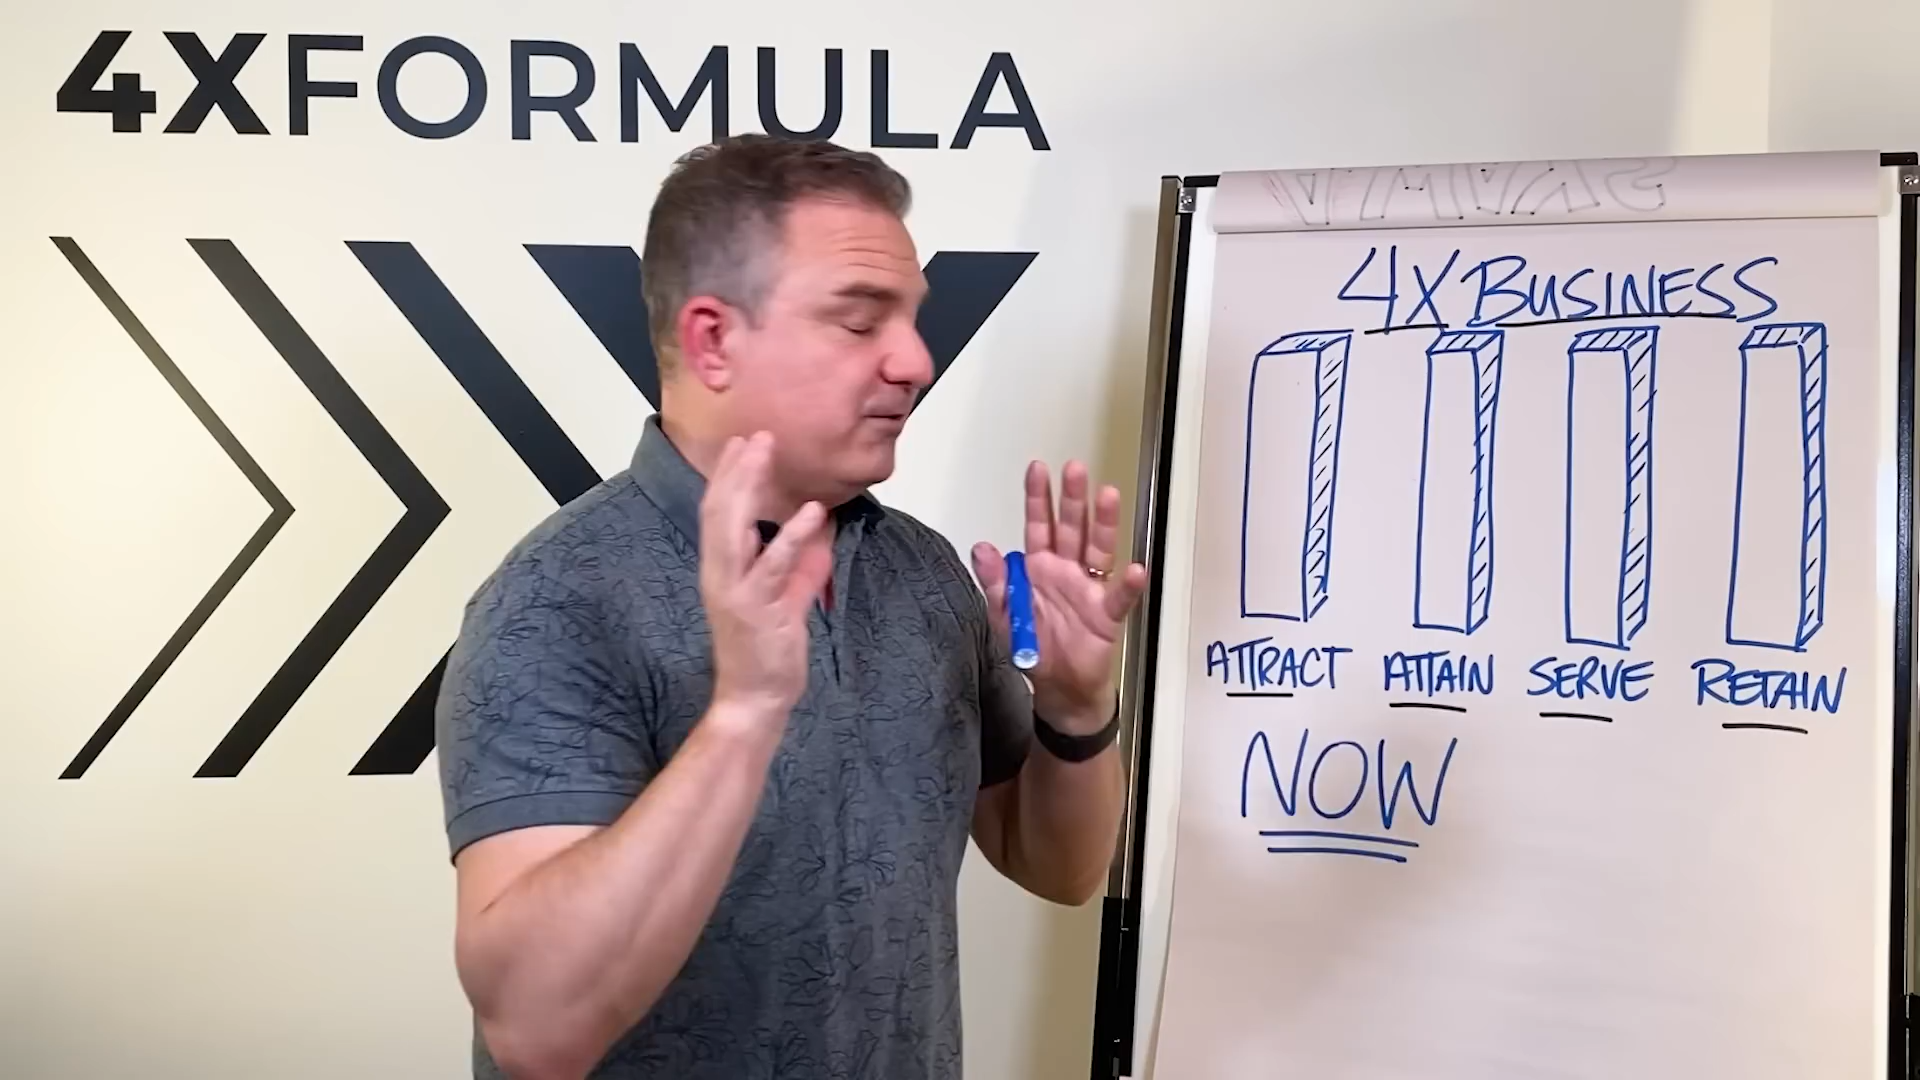 4XFORMULA
4X BUSINESS
ATTRACT ATTAIN SERVE RETAIN
NOW